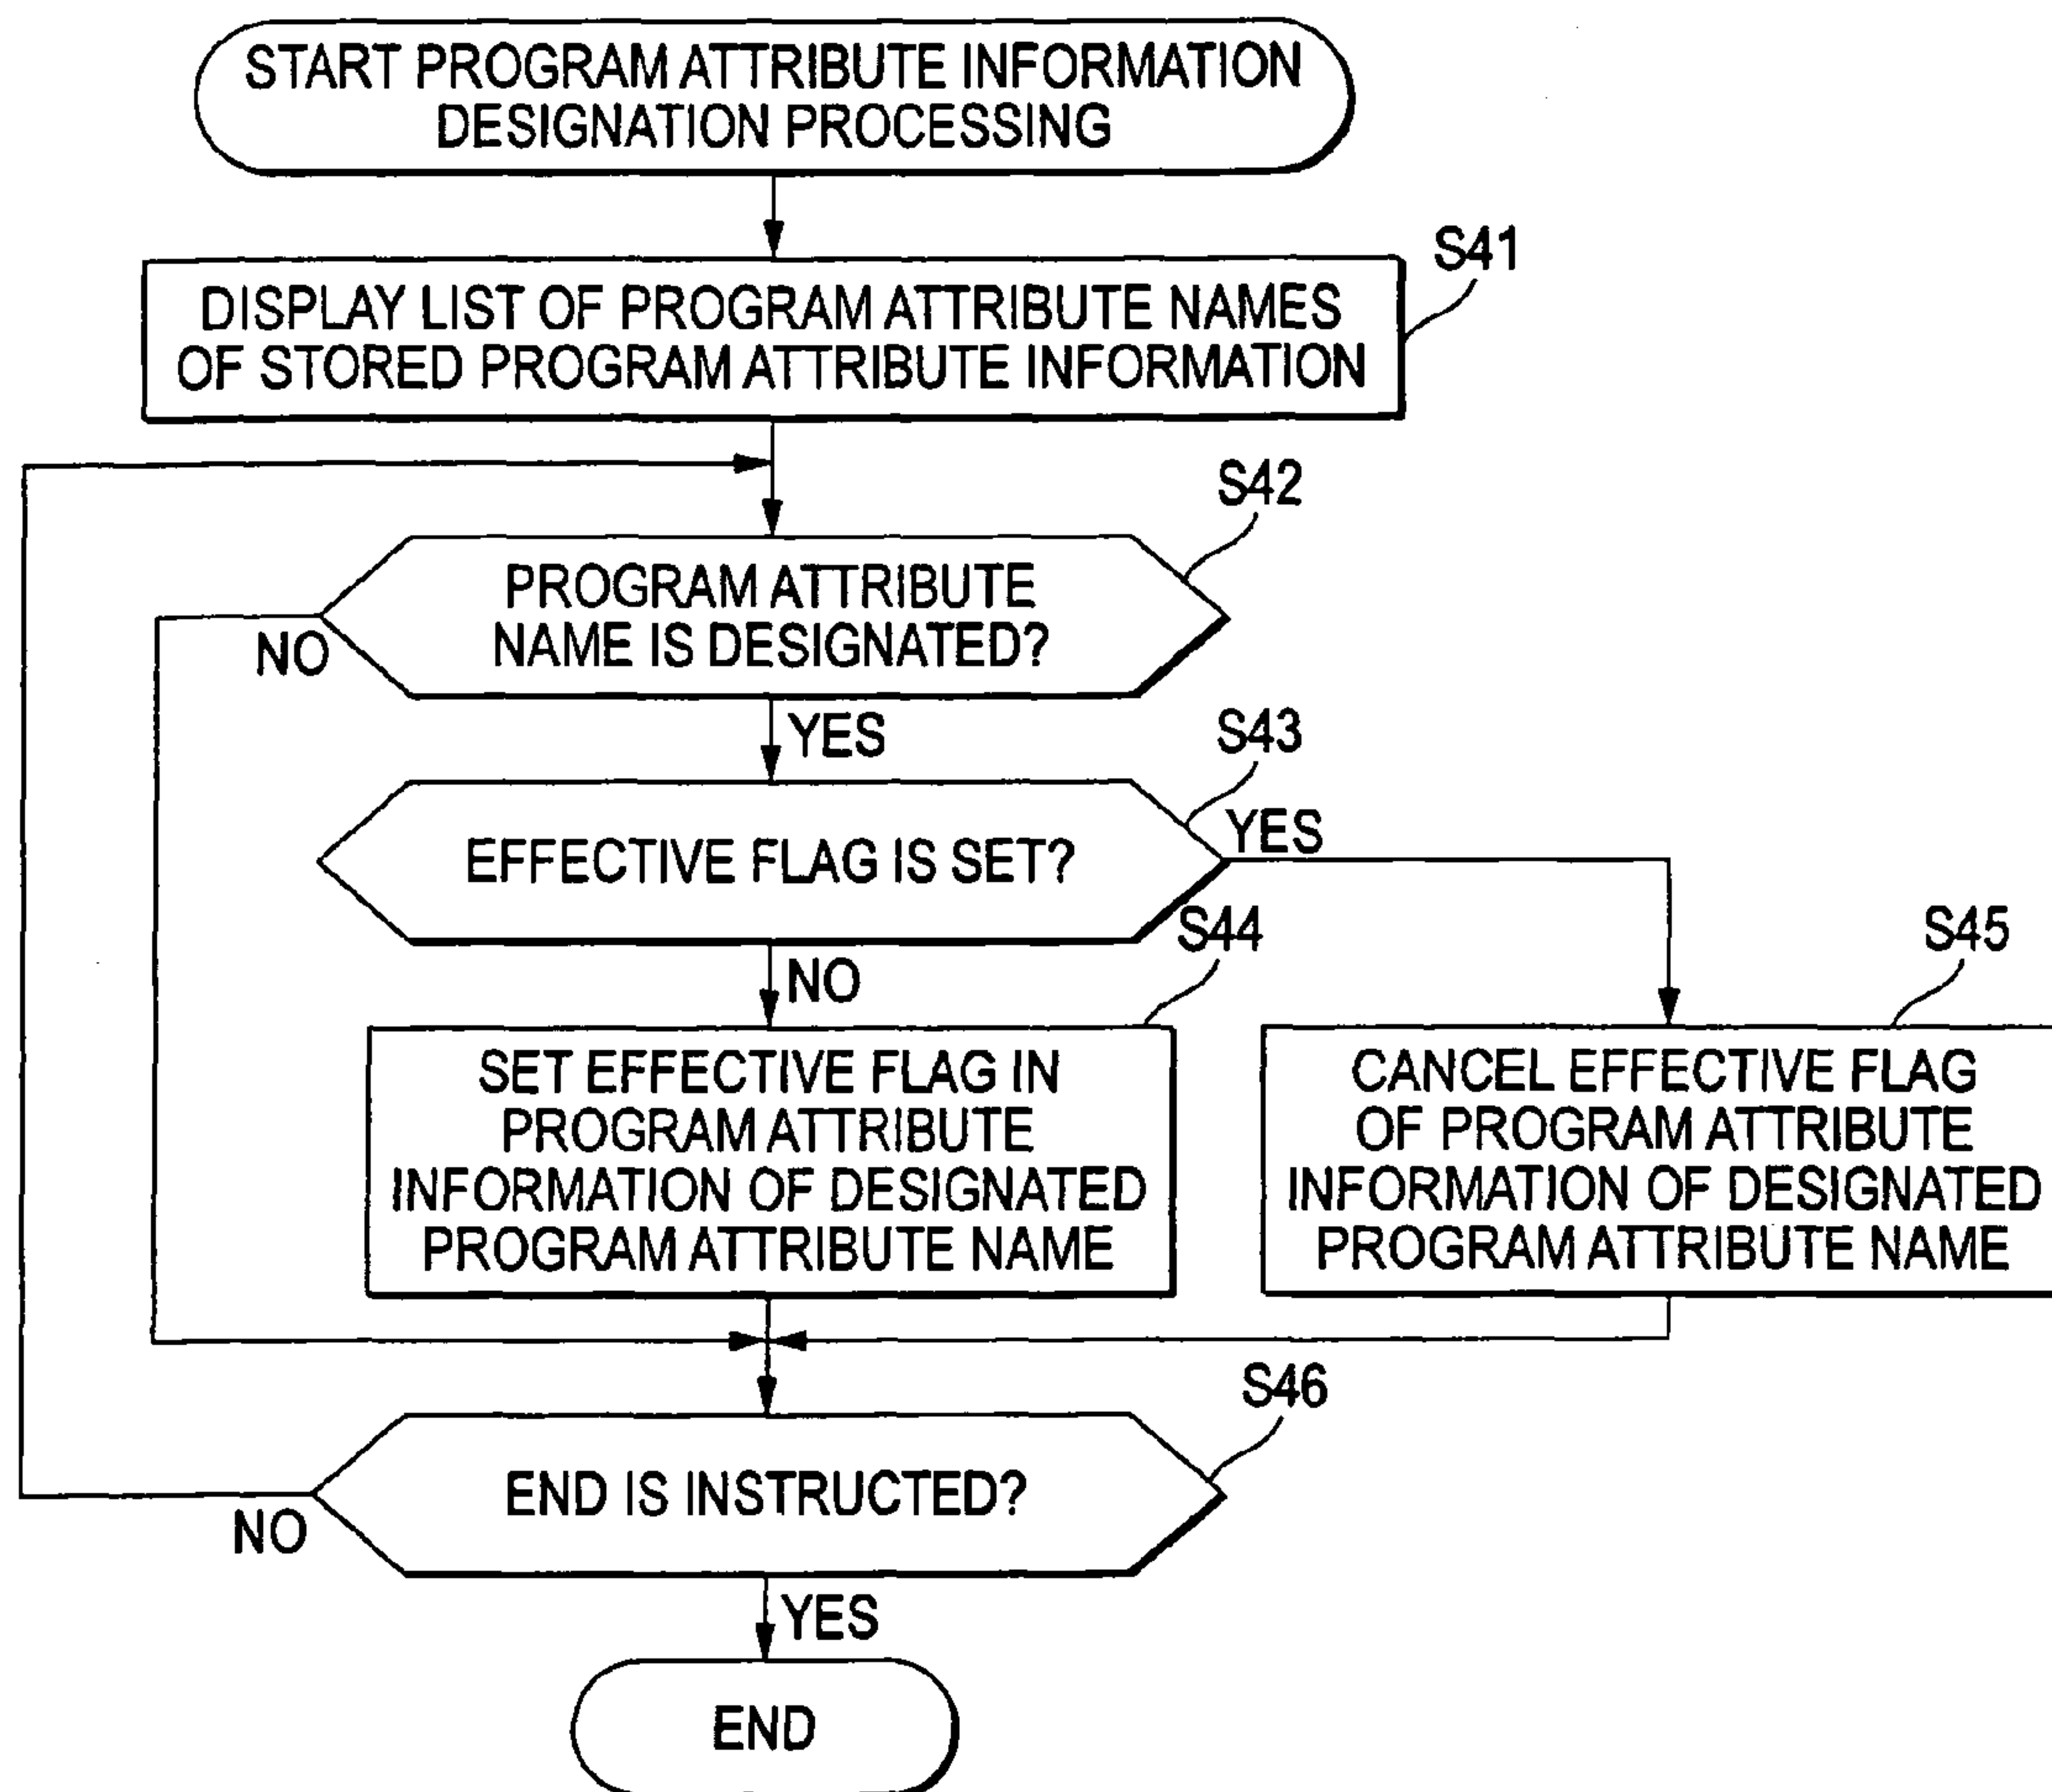 START PROGRAM ATTRIBUTE INFORMATION
DESIGNATION PROCESSING
S41
DISPLAY LIST OF PROGRAM ATTRIBUTE NAMES
OF STORED PROGRAM ATTRIBUTE INFORMATION
S42
PROGRAM ATTRIBUTE
NAME IS DESIGNATED?
NO
YES
S43
EFFECTIVE FLAG IS SET?
YES
NO
S44
SET EFFECTIVE FLAG IN
PROGRAM ATTRIBUTE
INFORMATION OF DESIGNATED
PROGRAM ATTRIBUTE NAME
S45
CANCEL EFFECTIVE FLAG
OF PROGRAM ATTRIBUTE
INFORMATION OF DESIGNATED
PROGRAM ATTRIBUTE NAME
S46
END IS INSTRUCTED?
NO
YES
END